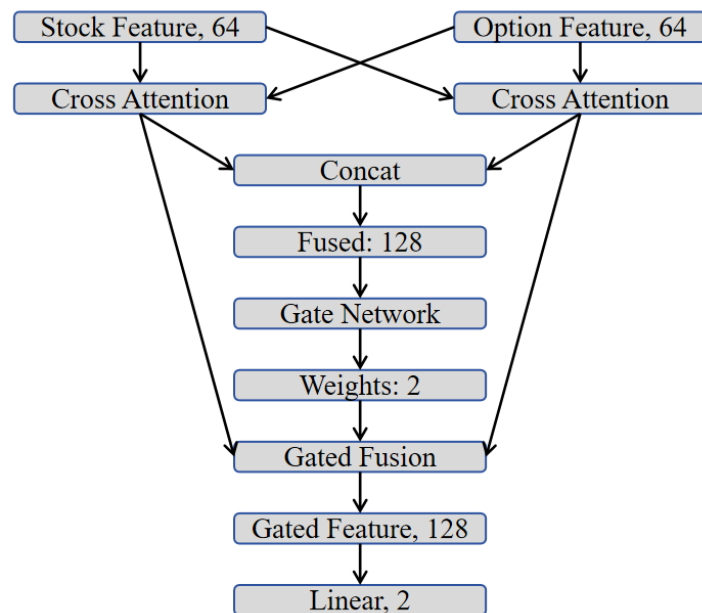 Stock Feature, 64
Option Feature, 64
Cross Attention
Cross Attention
Concat
Fused: 128
Gate Network
Weights: 2
Gated Fusion
Gated Feature, 128
Linear, 2